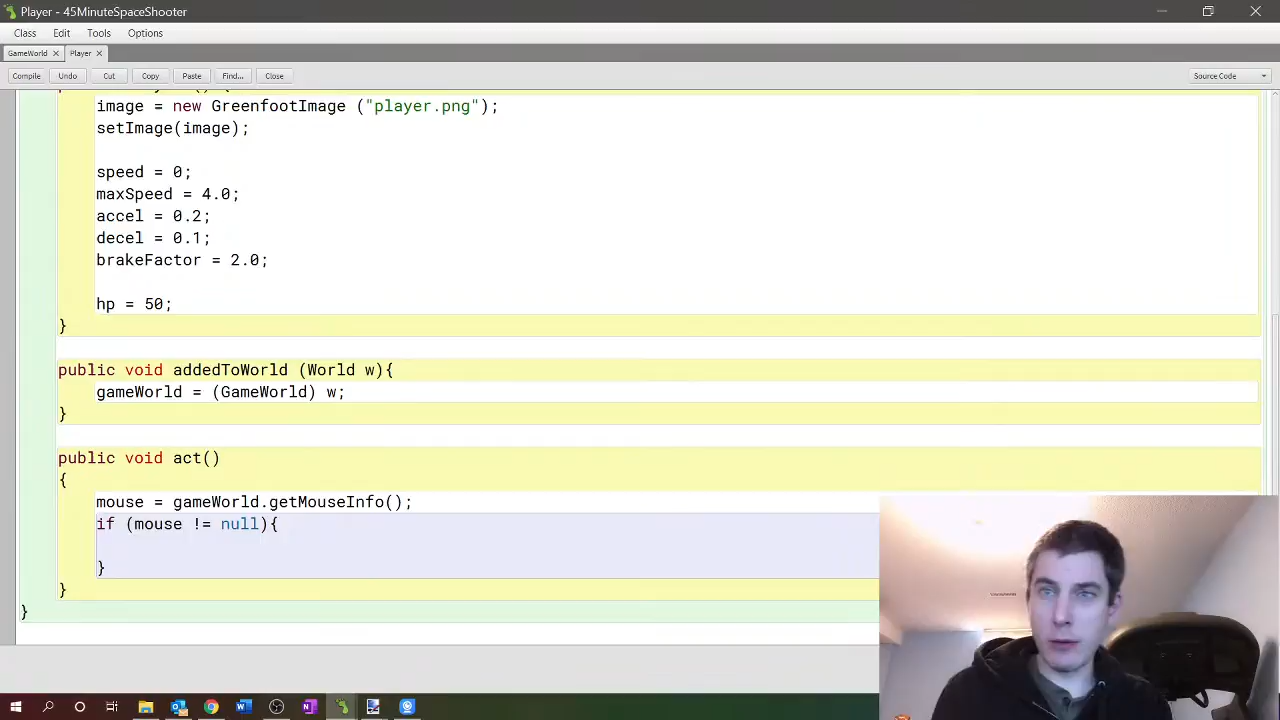 Player - 45MinuteSpaceShooter
Class Edit Tools Options
GameWorld × Player ×
Compile Undo Cut Copy Paste Find... Close Source Code
image = new GreenfootImage ("player.png");
setImage(image);
speed = 0;
maxSpeed = 4.0;
accel = 0.2;
decel = 0.1;
brakeFactor = 2.0;
hp = 50;
}
public void addedToWorld (World w){
gameWorld = (GameWorld) w;
}
public void act()
{
mouse = gameWorld.getMouseInfo();
if (mouse != null){
}
}
}